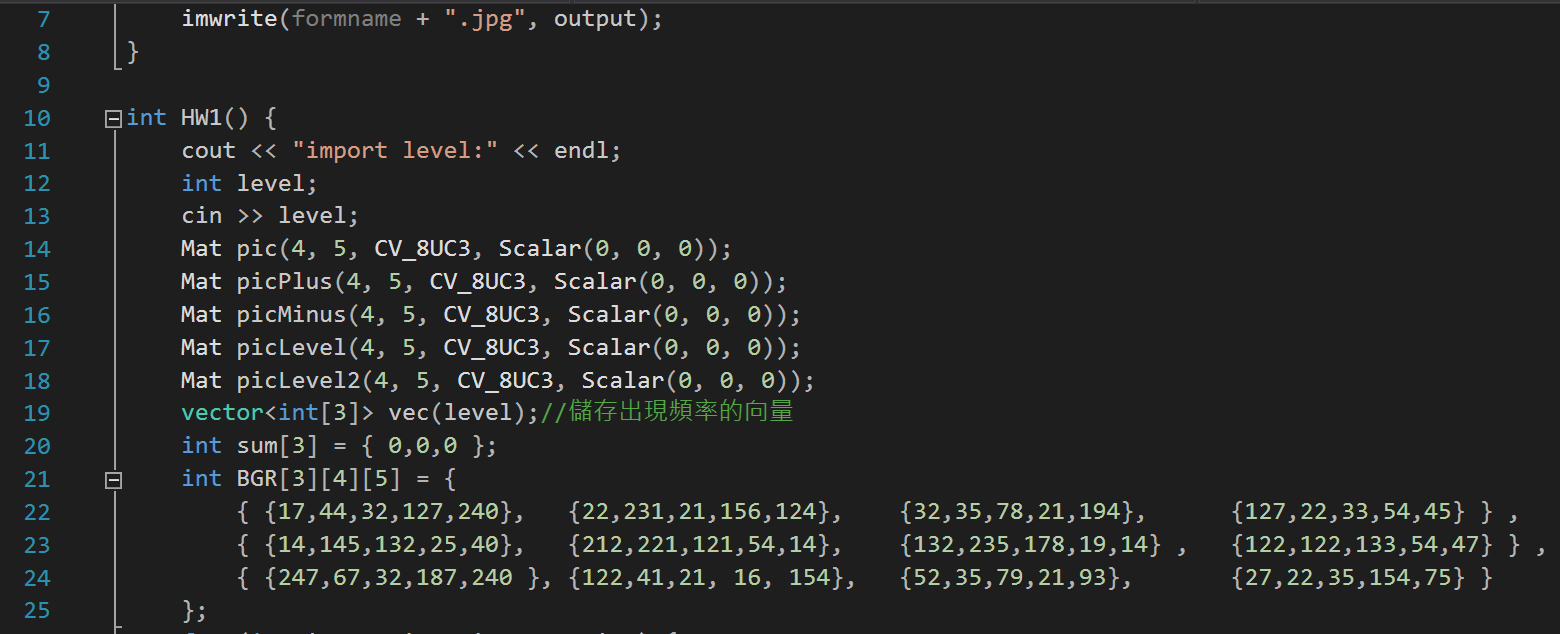 7 imwrite(formname + ".jpg", output);
8 }
9
10 int HW1() {
11 cout << "import level:" << endl;
12 int level;
13 cin >> level;
14 Mat pic(4, 5, CV_8UC3, Scalar(0, 0, 0));
15 Mat picPlus(4, 5, CV_8UC3, Scalar(0, 0, 0));
16 Mat picMinus(4, 5, CV_8UC3, Scalar(0, 0, 0));
17 Mat picLevel(4, 5, CV_8UC3, Scalar(0, 0, 0));
18 Mat picLevel2(4, 5, CV_8UC3, Scalar(0, 0, 0));
19 vector<int[3]> vec(level);//儲存出現頻率的向量
20 int sum[3] = { 0,0,0 };
21 int BGR[3][4][5] = {
22 { {17,44,32,127,240}, {22,231,21,156,124}, {32,35,78,21,194}, {127,22,33,54,45} } ,
23 { {14,145,132,25,40}, {212,221,121,54,14}, {132,235,178,19,14} , {122,122,133,54,47} } ,
24 { {247,67,32,187,240 }, {122,41,21, 16, 154}, {52,35,79,21,93}, {27,22,35,154,75} }
25 };